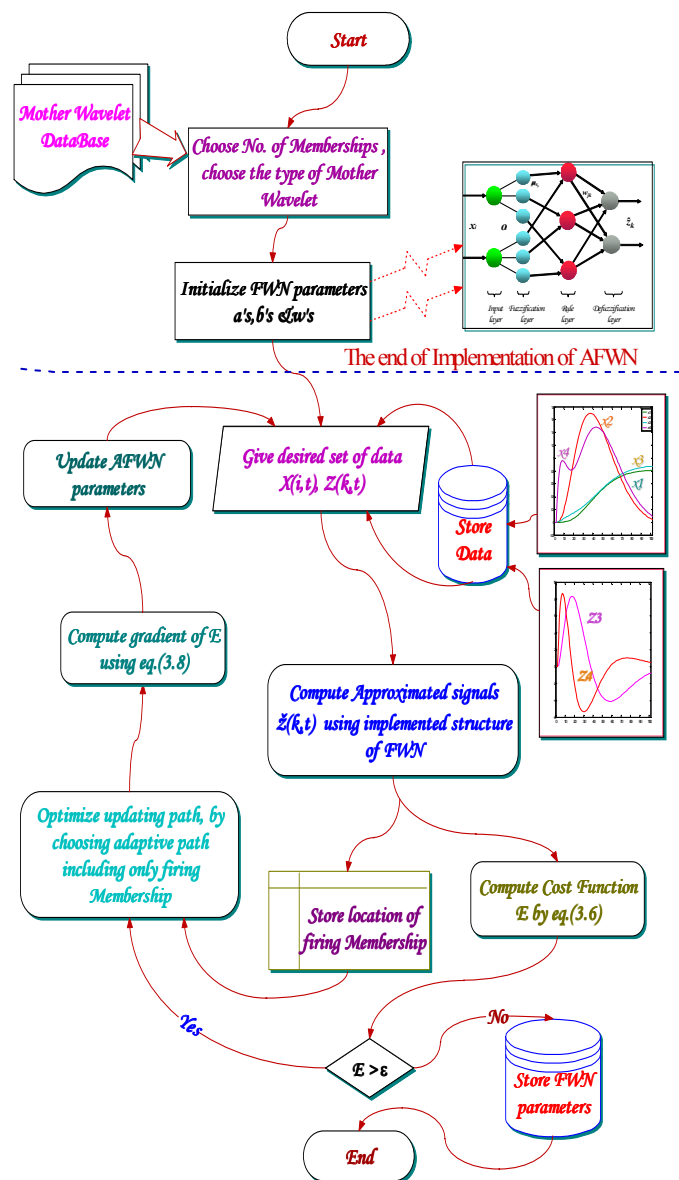 Start
Mother Wavelet
DataBase
Choose No. of Memberships ,
choose the type of Mother
Wavelet
Initialize FWN parameters
a's,b's &w's
Input
layer
Fuzzification
layer
Rule
layer
Defuzzification
layer
The end of Implementation of AFWN
Update AFWN
parameters
Give desired set of data
X(i,t), Z(k,t)
Store
Data
x2
x4
x3
x1
Z3
Z4
Compute gradient of E
using eq.(3.8)
Compute Approximated signals
ž(k,t) using implemented structure
of FWN
Optimize updating path, by
choosing adaptive path
including only firing
Membership
Store location of
firing Membership
Compute Cost Function
E by eq.(3.6)
Yes
No
E > ε
Store FWN
parameters
End